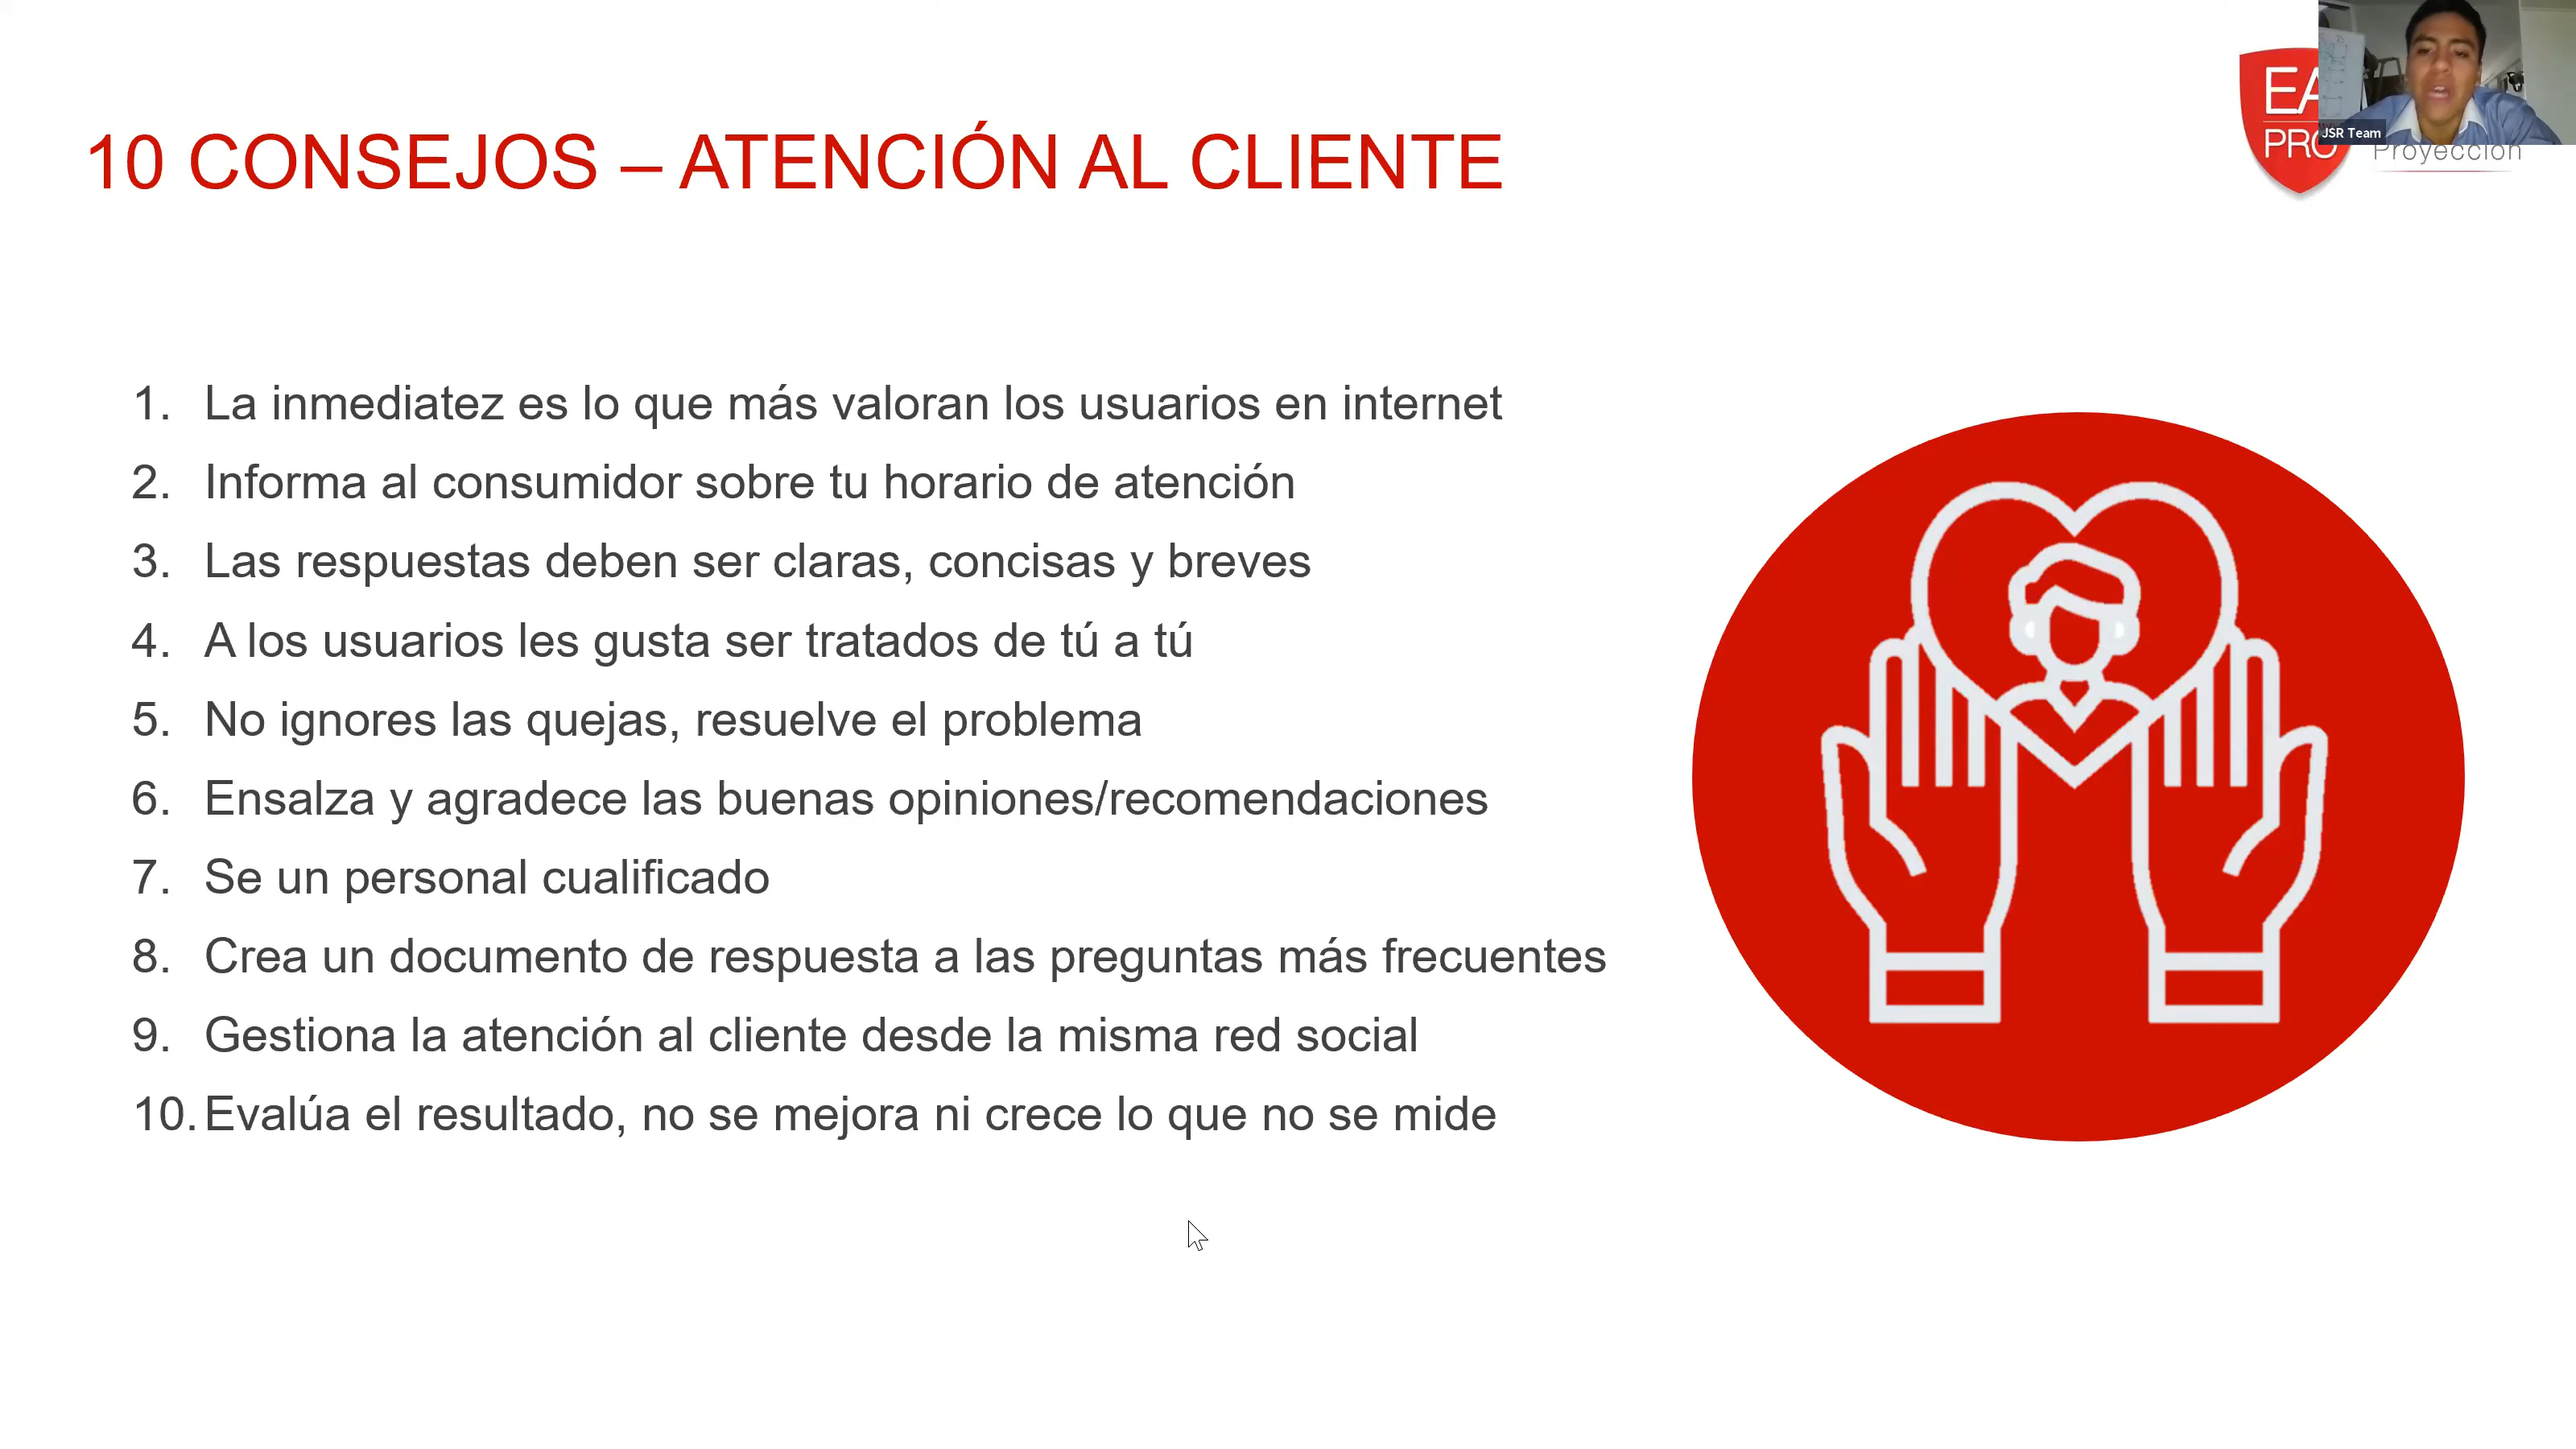 10 CONSEJOS – ATENCIÓN AL CLIENTE
EA
PRO
JSR Team
Proyección
1. La inmediatez es lo que más valoran los usuarios en internet
2. Informa al consumidor sobre tu horario de atención
3. Las respuestas deben ser claras, concisas y breves
4. A los usuarios les gusta ser tratados de tú a tú
5. No ignores las quejas, resuelve el problema
6. Ensalza y agradece las buenas opiniones/recomendaciones
7. Se un personal cualificado
8. Crea un documento de respuesta a las preguntas más frecuentes
9. Gestiona la atención al cliente desde la misma red social
10. Evalúa el resultado, no se mejora ni crece lo que no se mide